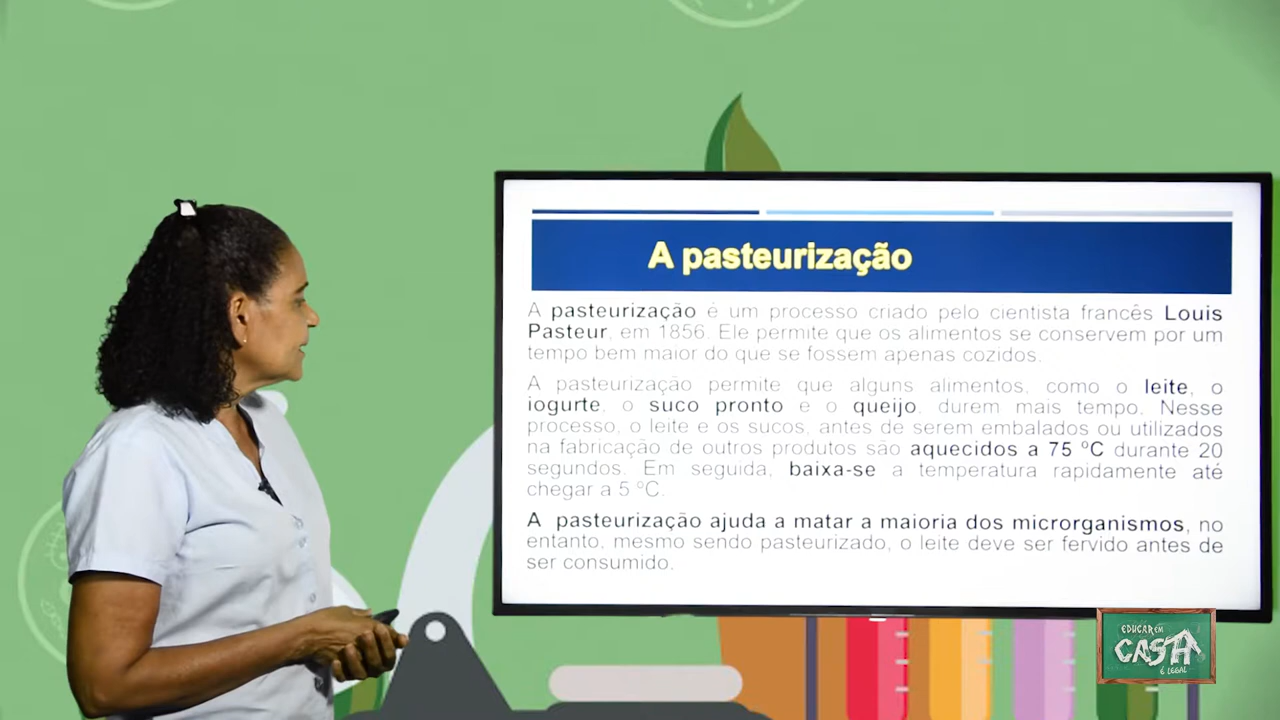 A pasteurização
A pasteurização é um processo criado pelo cientista francês Louis
Pasteur, em 1856. Ele permite que os alimentos se conservem por um
tempo bem maior do que se fossem apenas cozidos.
A pasteurização permite que alguns alimentos, como o leite, o
iogurte, o suco pronto e o queijo, durem mais tempo. Nesse
processo, o leite e os sucos, antes de serem embalados ou utilizados
na fabricação de outros produtos são aquecidos a 75 ºC durante 20
segundos. Em seguida, baixa-se a temperatura rapidamente até
chegar a 5 ºC.
A pasteurização ajuda a matar a maioria dos microrganismos, no
entanto, mesmo sendo pasteurizado, o leite deve ser fervido antes de
ser consumido.
EDUCAR EM
CASA
É LEGAL